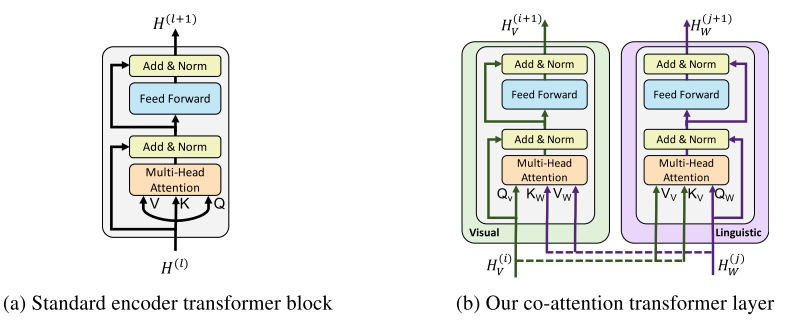 H^(l+1)
Add & Norm
Feed Forward
Add & Norm
Multi-Head
Attention
V K Q
H^(l)
(a) Standard encoder transformer block
H_V^(i+1)
Add & Norm
Feed Forward
Add & Norm
Multi-Head
Attention
Q_V K_W V_W
Visual
H_V^(i)
H_W^(j+1)
Add & Norm
Feed Forward
Add & Norm
Multi-Head
Attention
V_V K_V Q_W
Linguistic
H_W^(j)
(b) Our co-attention transformer layer